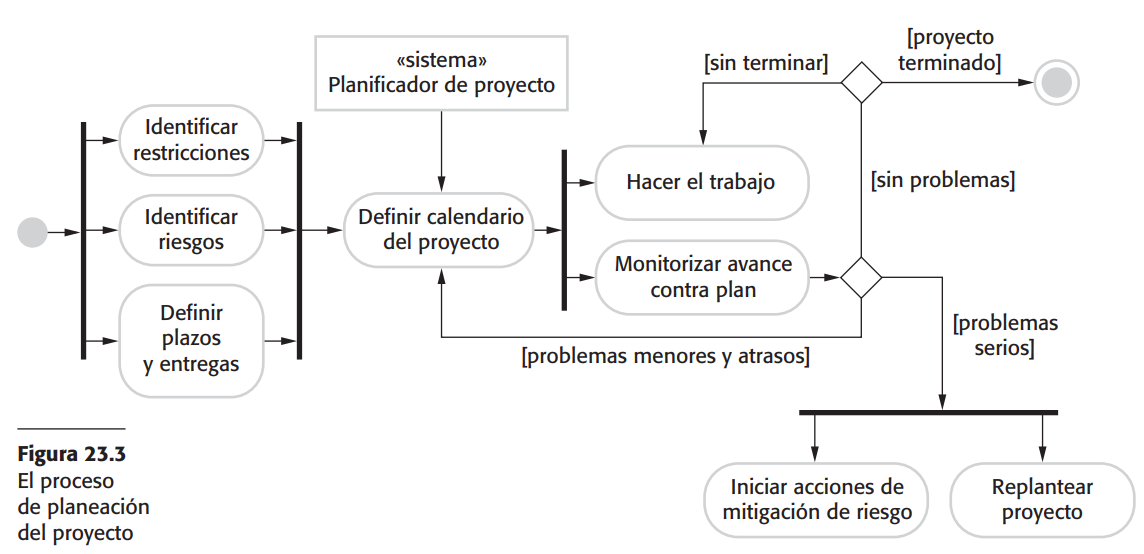 «sistema»
Planificador de proyecto
[sin terminar]
[proyecto
terminado]
Identificar
restricciones
Hacer el trabajo
[sin problemas]
Identificar
riesgos
Definir calendario
del proyecto
Monitorizar avance
contra plan
Definir
plazos
y entregas
[problemas menores y atrasos]
[problemas
serios]
Figura 23.3
El proceso
de planeación
del proyecto
Iniciar acciones de
mitigación de riesgo
Replantear
proyecto